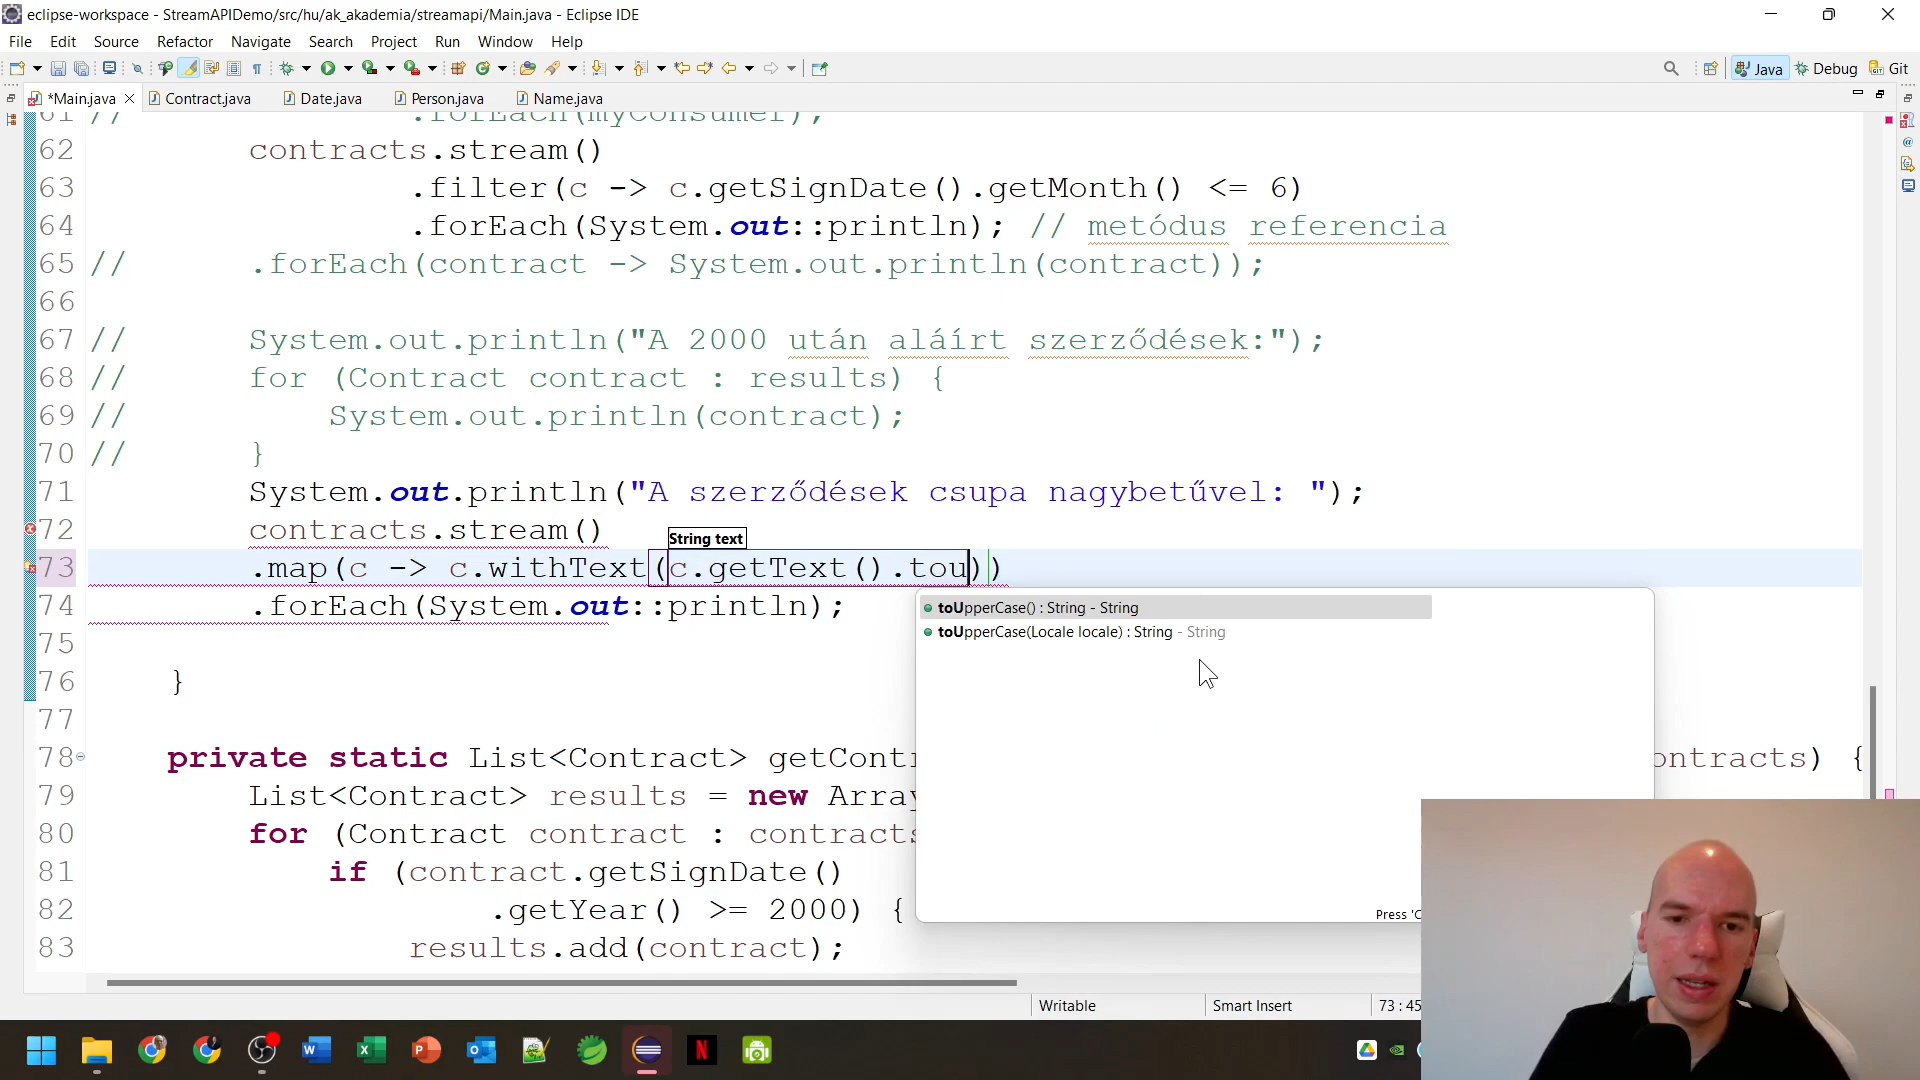 eclipse-workspace - StreamAPIDemo/src/hu/ak_akademia/streamapi/Main.java - Eclipse IDE
File Edit Source Refactor Navigate Search Project Run Window Help
Java Debug Git
*Main.java Contract.java Date.java Person.java Name.java
61 // .forEach(myConsumer);
62 contracts.stream()
63 .filter(c -> c.getSignDate().getMonth() <= 6)
64 .forEach(System.out::println); // metódus referencia
65 // .forEach(contract -> System.out.println(contract));
66
67 // System.out.println("A 2000 után aláírt szerződések:");
68 // for (Contract contract : results) {
69 // System.out.println(contract);
70 // }
71 System.out.println("A szerződések csupa nagybetűvel: ");
72 contracts.stream()
String text
73 .map(c -> c.withText(c.getText().tou))
74 .forEach(System.out::println);
toUpperCase() : String - String
toUpperCase(Locale locale) : String - String
75
76 }
77
78 private static List<Contract> getContr ontracts) {
79 List<Contract> results = new Array
80 for (Contract contract : contracts
81 if (contract.getSignDate()
82 .getYear() >= 2000) {
83 results.add(contract);
Press 'C
Writable Smart Insert 73 : 45